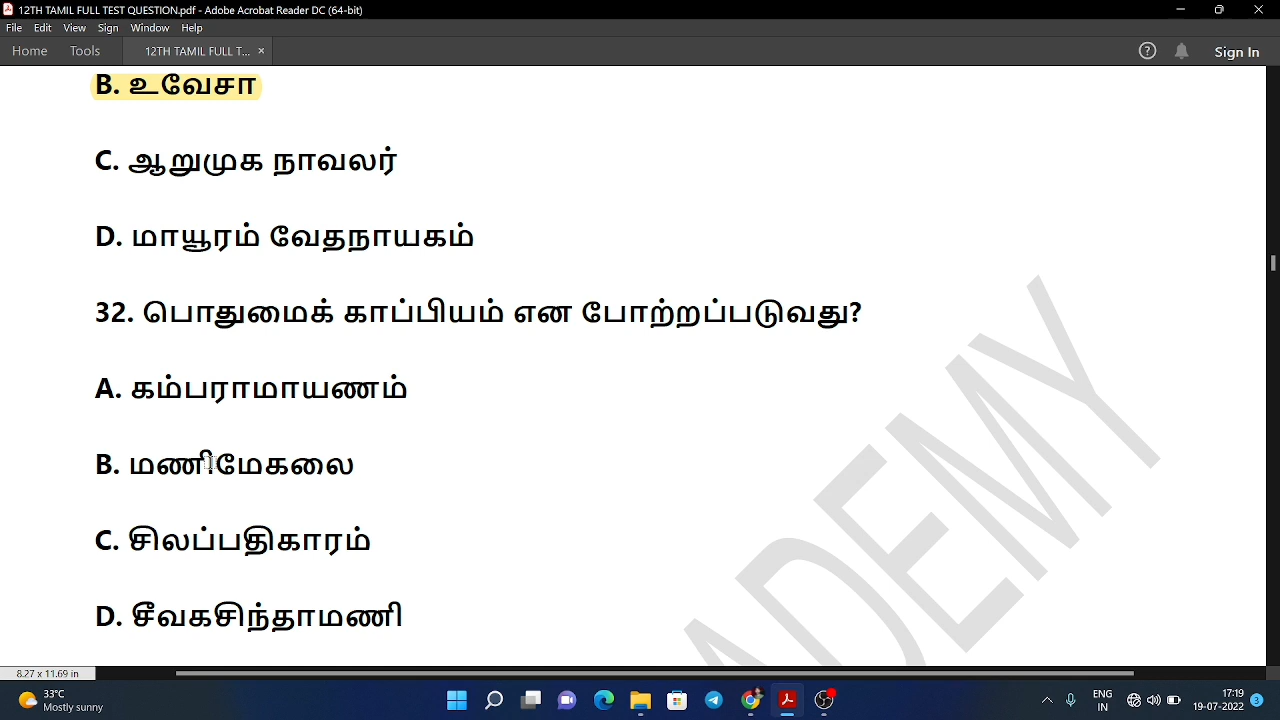 12TH TAMIL FULL TEST QUESTION.pdf - Adobe Acrobat Reader DC (64-bit)
File Edit View Sign Window Help
Home Tools 12TH TAMIL FULL T... × Sign In
B. உவேசா
C. ஆறுமுக நாவலர்
D. மாயூரம் வேதநாயகம்
32. பொதுமைக் காப்பியம் என போற்றப்படுவது?
A. கம்பராமாயணம்
B. மணிமேகலை
C. சிலப்பதிகாரம்
D. சீவகசிந்தாமணி
DEMY
8.27 x 11.69 in
33°C
Mostly sunny
ENG
IN
17:19
19-07-2022
3